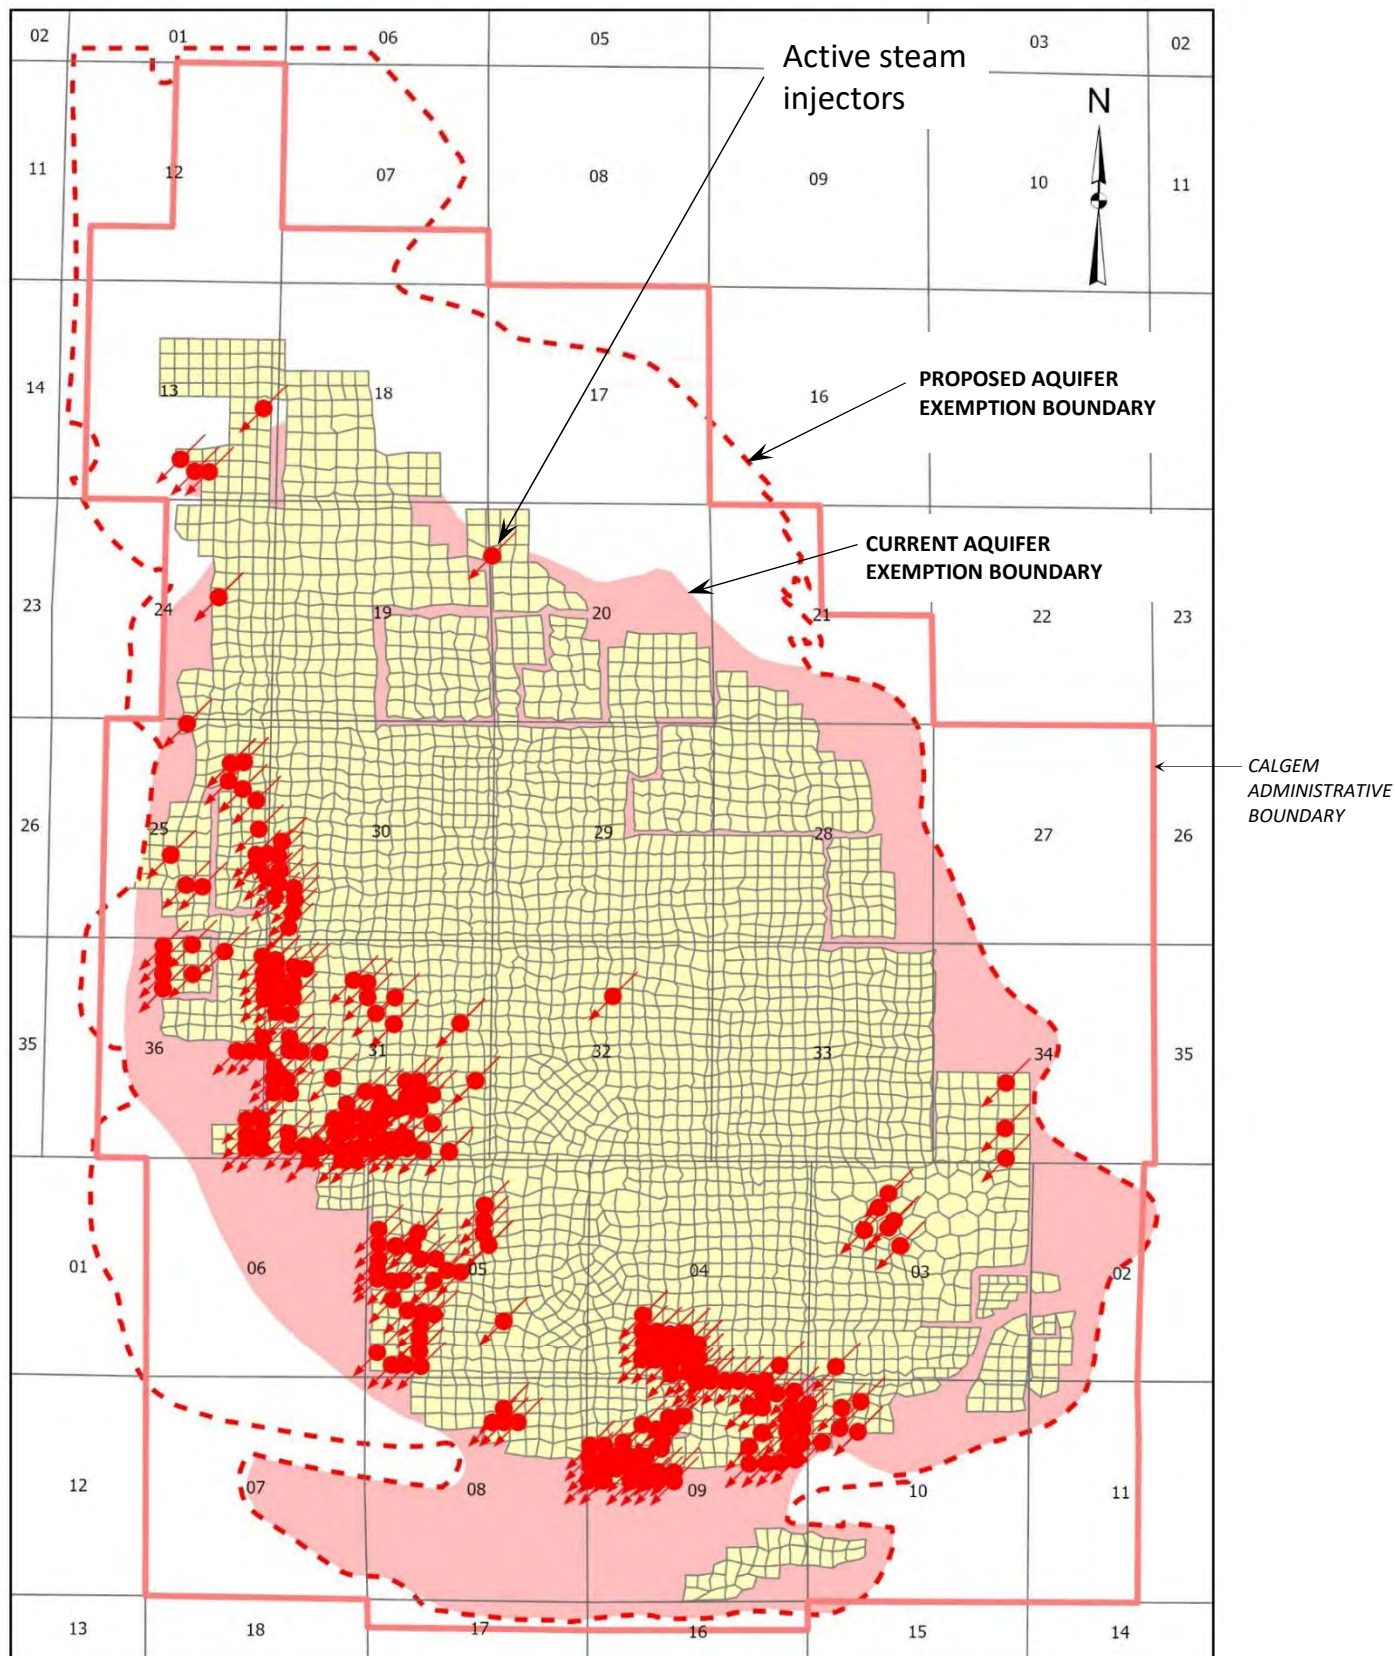 02 01 06 05 03 02
Active steam
injectors
N
11 12 07 08 09 10 11
PROPOSED AQUIFER
EXEMPTION BOUNDARY
14 13 18 17 16
CURRENT AQUIFER
EXEMPTION BOUNDARY
23 24 19 20 21 22 23
CALGEM
ADMINISTRATIVE
BOUNDARY
26 25 30 29 28 27 26
35 36 31 32 33 34 35
01 06 05 04 03 02
12 07 08 09 10 11
13 18 17 16 15 14